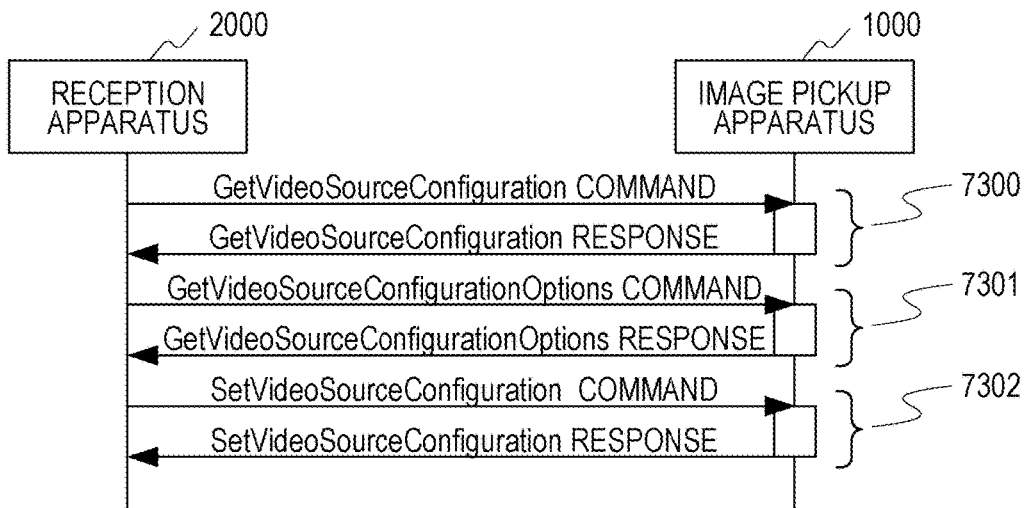 2000
1000
RECEPTION
APPARATUS
IMAGE PICKUP
APPARATUS
GetVideoSourceConfiguration COMMAND
7300
GetVideoSourceConfiguration RESPONSE
GetVideoSourceConfigurationOptions COMMAND
7301
GetVideoSourceConfigurationOptions RESPONSE
SetVideoSourceConfiguration COMMAND
7302
SetVideoSourceConfiguration RESPONSE